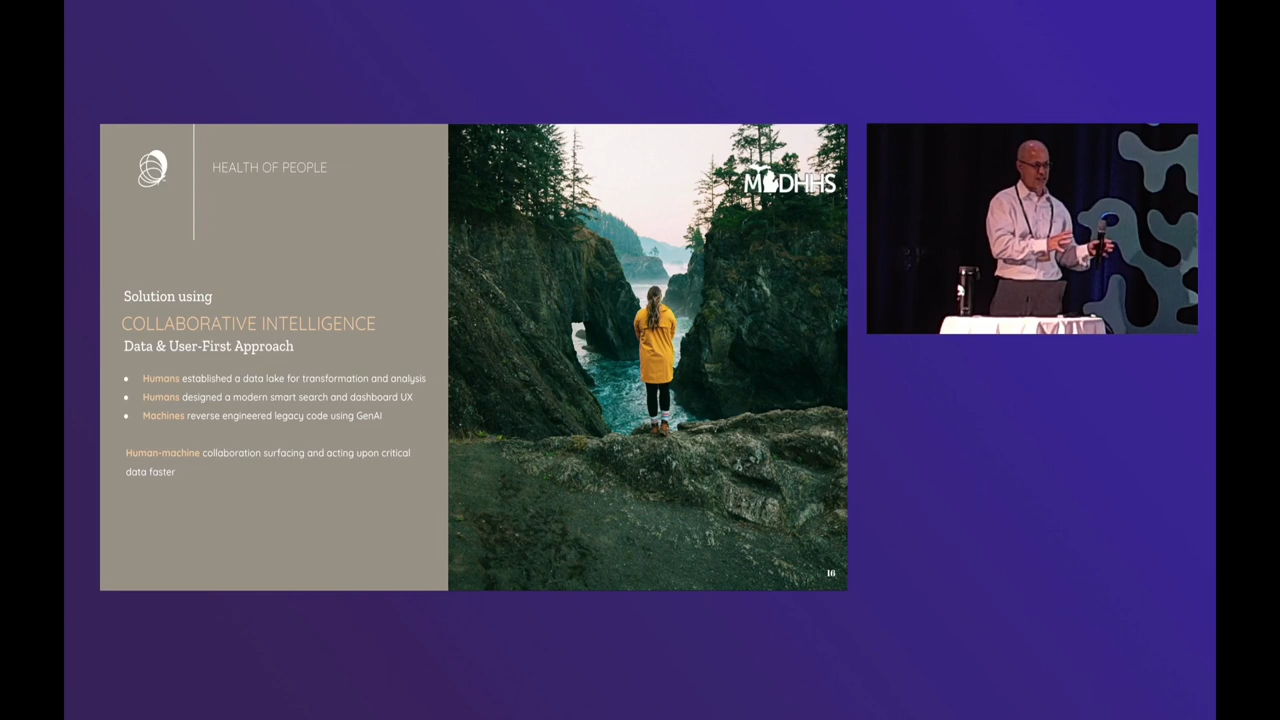 HEALTH OF PEOPLE
MDHHS
Solution using
COLLABORATIVE INTELLIGENCE
Data & User-First Approach
● Humans established a data lake for transformation and analysis
● Humans designed a modern smart search and dashboard UX
● Machines reverse engineered legacy code using GenAI
Human-machine collaboration surfacing and acting upon critical
data faster
16